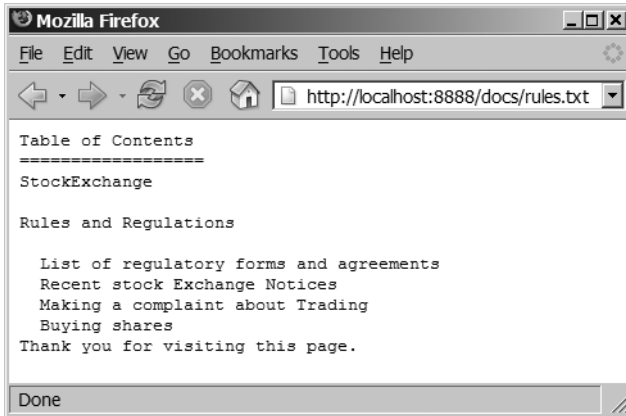 Mozilla Firefox
File Edit View Go Bookmarks Tools Help
http://localhost:8888/docs/rules.txt
Table of Contents
==================
StockExchange
Rules and Regulations
List of regulatory forms and agreements
Recent stock Exchange Notices
Making a complaint about Trading
Buying shares
Thank you for visiting this page.
Done